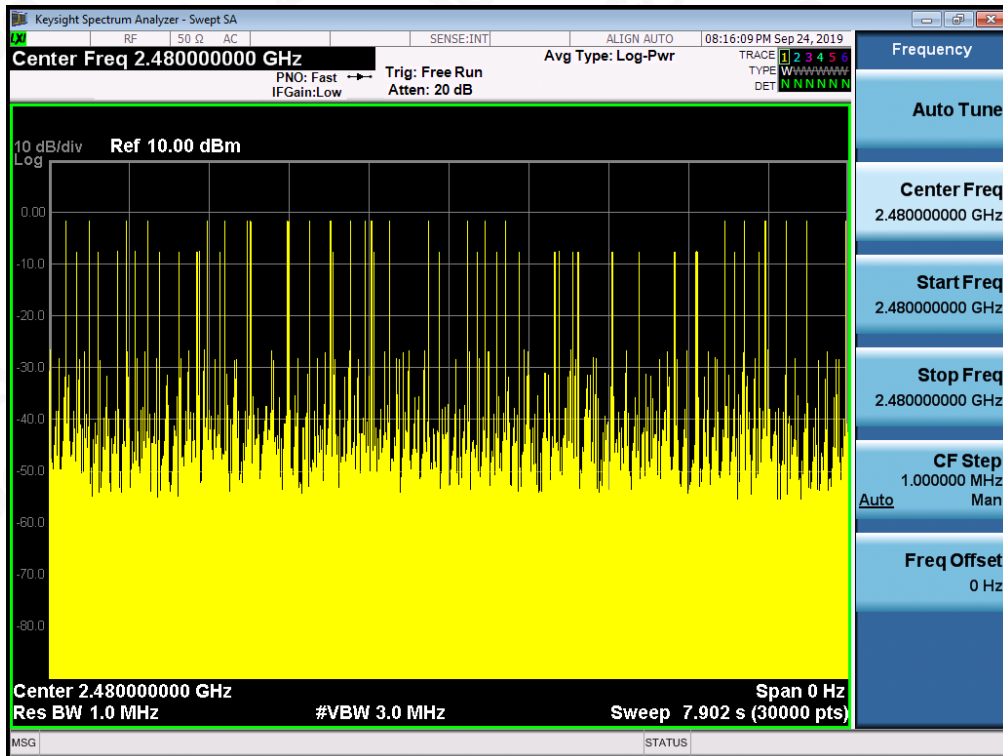 Keysight Spectrum Analyzer - Swept SA
LXI RF 50 Ω AC SENSE:INT ALIGN AUTO 08:16:09 PM Sep 24, 2019
Center Freq 2.480000000 GHz
PNO: Fast
IFGain:Low
Trig: Free Run
Atten: 20 dB
Avg Type: Log-Pwr
TRACE 1 2 3 4 5 6
TYPE WWWWWW
DET N N N N N N
10 dB/div Ref 10.00 dBm
Log
0.00
-10.0
-20.0
-30.0
-40.0
-50.0
-60.0
-70.0
-80.0
Center 2.480000000 GHz Span 0 Hz
Res BW 1.0 MHz #VBW 3.0 MHz Sweep 7.902 s (30000 pts)
MSG STATUS
Frequency
Auto Tune
Center Freq
2.480000000 GHz
Start Freq
2.480000000 GHz
Stop Freq
2.480000000 GHz
CF Step
1.000000 MHz
Auto Man
Freq Offset
0 Hz